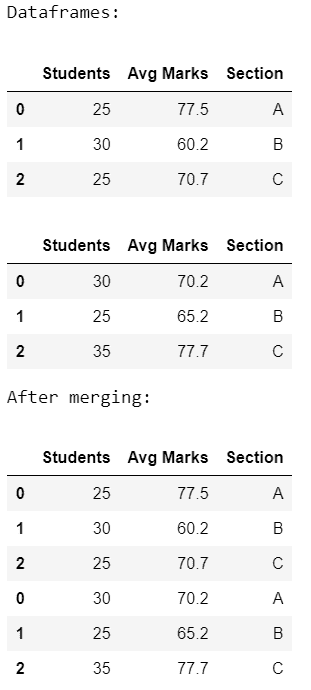 Dataframes:
Students Avg Marks Section
0 25 77.5 A
1 30 60.2 B
2 25 70.7 C
Students Avg Marks Section
0 30 70.2 A
1 25 65.2 B
2 35 77.7 C
After merging:
Students Avg Marks Section
0 25 77.5 A
1 30 60.2 B
2 25 70.7 C
0 30 70.2 A
1 25 65.2 B
2 35 77.7 C